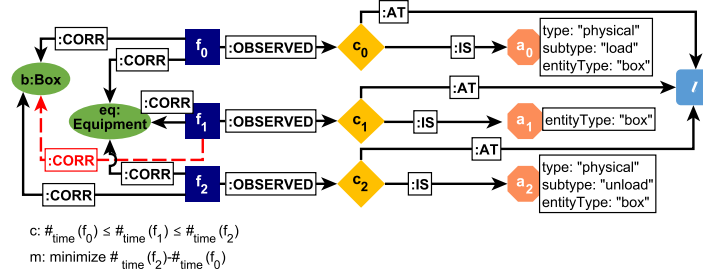 :AT
:CORR
f0
:OBSERVED
c0
:IS
a0
type: "physical"
subtype: "load"
entityType: "box"
:CORR
b:Box
:AT
l
eq:
Equipment
:CORR
f1
:OBSERVED
c1
:IS
a1
entityType: "box"
:CORR
:AT
:CORR
f2
:OBSERVED
c2
:IS
a2
type: "physical"
subtype: "unload"
entityType: "box"
:CORR
c: #time(f0) ≤ #time(f1) ≤ #time(f2)
m: minimize #time(f2)-#time(f0)